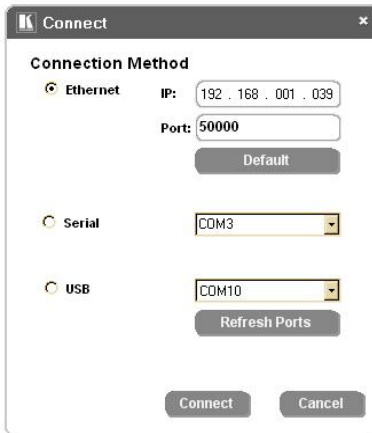 K Connect ×
Connection Method
Ethernet IP: 192 . 168 . 001 . 039
Port: 50000
Default
Serial COM3
USB COM10
Refresh Ports
Connect Cancel